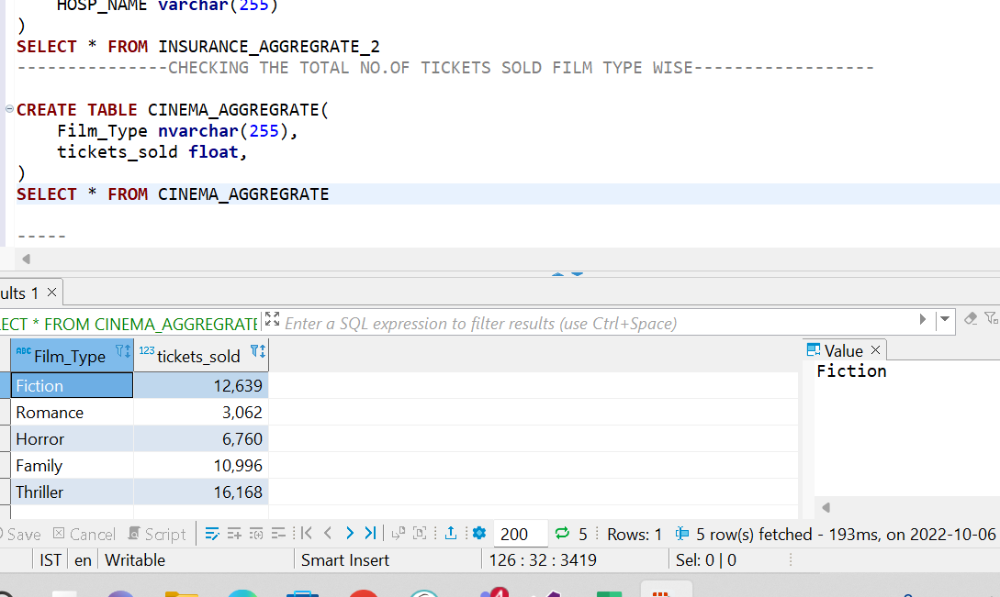 HOSP_NAME varchar(255)
)
SELECT * FROM INSURANCE_AGGREGRATE_2
---------------CHECKING THE TOTAL NO.OF TICKETS SOLD FILM TYPE WISE------------------
CREATE TABLE CINEMA_AGGREGRATE(
Film_Type nvarchar(255),
tickets_sold float,
)
SELECT * FROM CINEMA_AGGREGRATE
-----
ults 1
ECT * FROM CINEMA_AGGREGRATE Enter a SQL expression to filter results (use Ctrl+Space)
ABC Film_Type 123 tickets_sold Value
Fiction 12,639 Fiction
Romance 3,062
Horror 6,760
Family 10,996
Thriller 16,168
Save Cancel Script 200 5 Rows: 1 5 row(s) fetched - 193ms, on 2022-10-06
IST en Writable Smart Insert 126 : 32 : 3419 Sel: 0 | 0
4